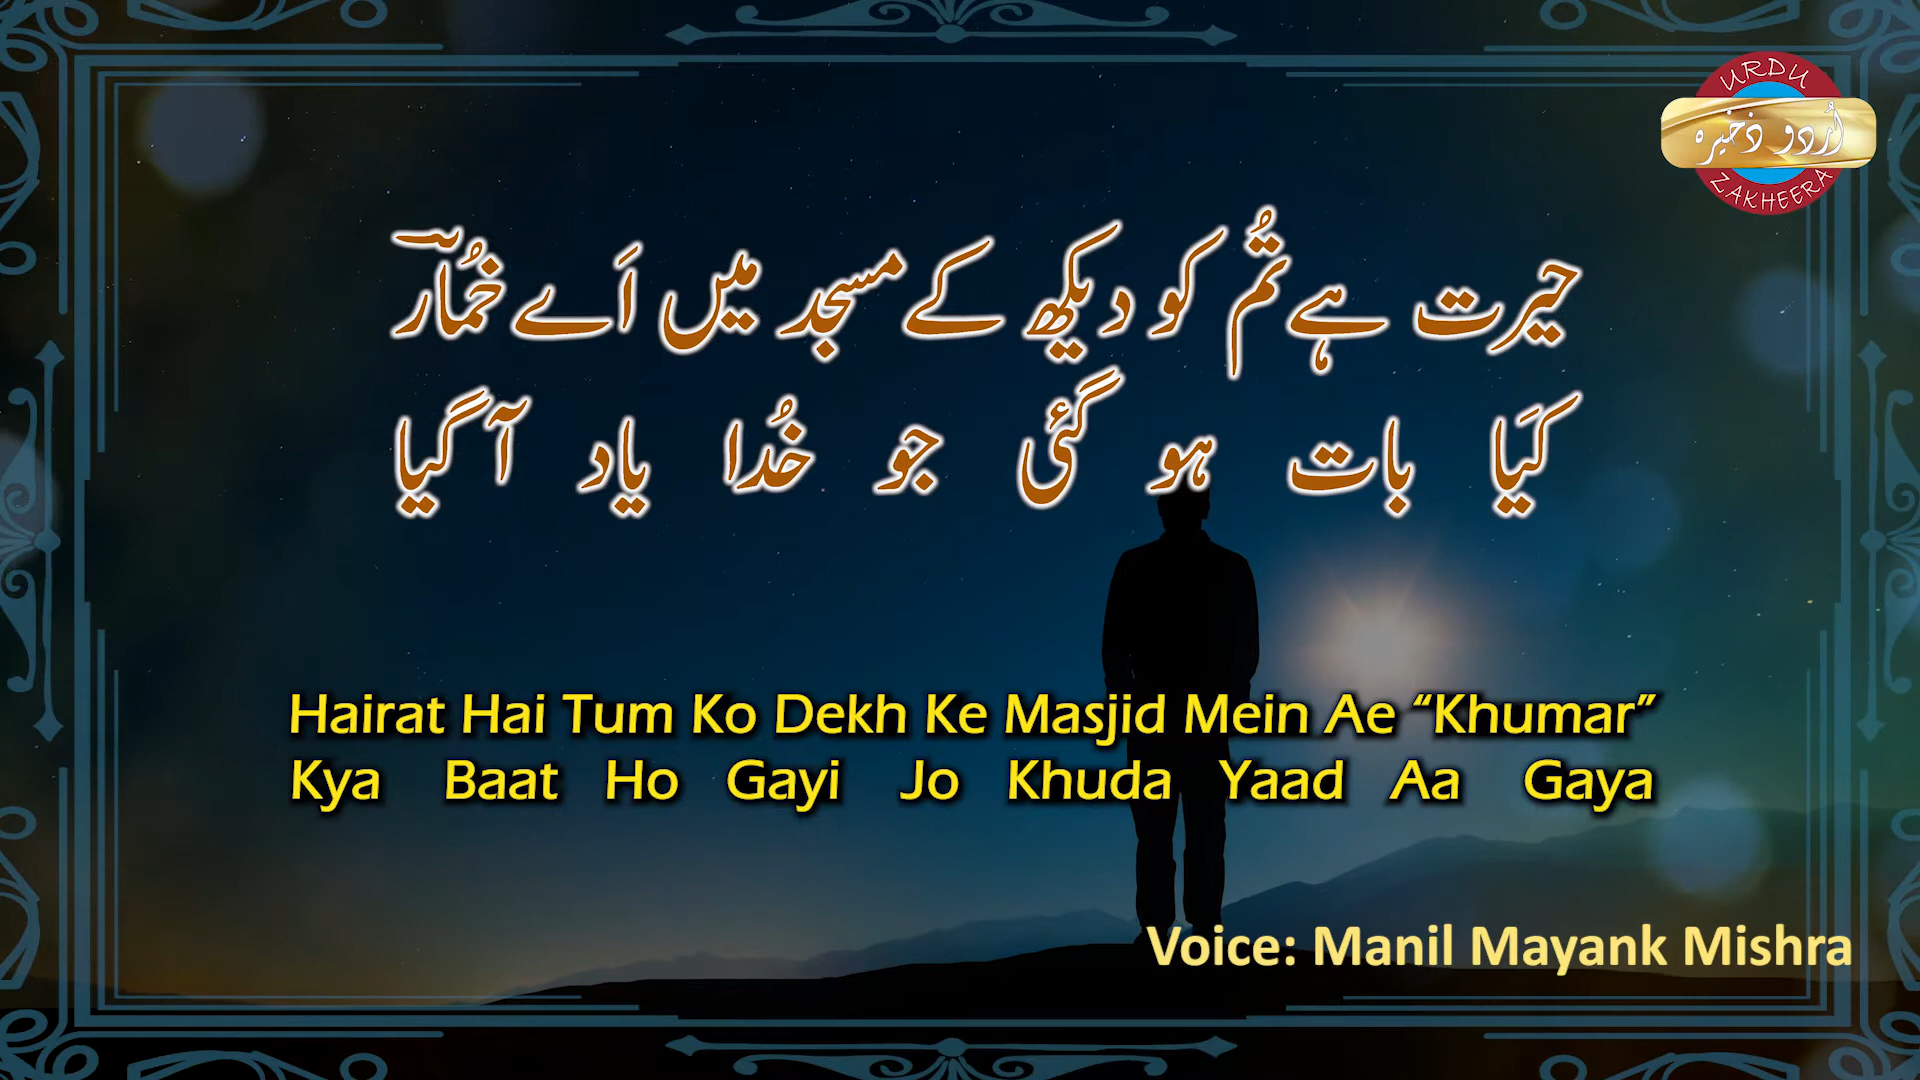 URDU
اُردو ذخیرہ
ZAKHEERA
حیرت ہے تُم کو دیکھ کے مسجد میں اَے خُمارؔ
کیَا بات ہو گئی جو خُدا یاد آ گیا
Hairat Hai Tum Ko Dekh Ke Masjid Mein Ae “Khumar”
Kya Baat Ho Gayi Jo Khuda Yaad Aa Gaya
Voice: Manil Mayank Mishra